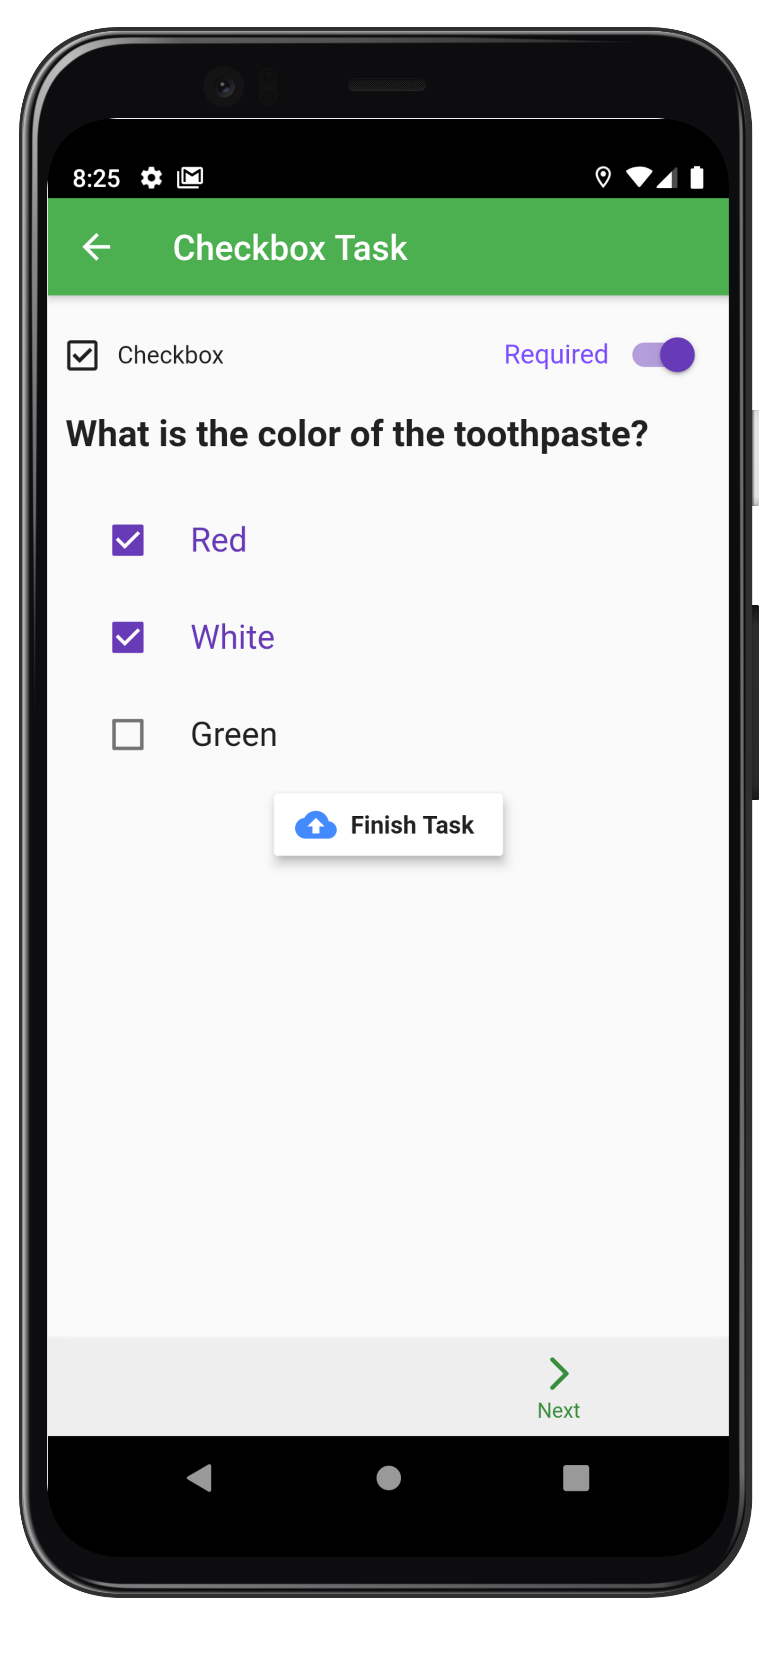 8:25
Checkbox Task
Checkbox Required
What is the color of the toothpaste?
Red
White
Green
Finish Task
Next